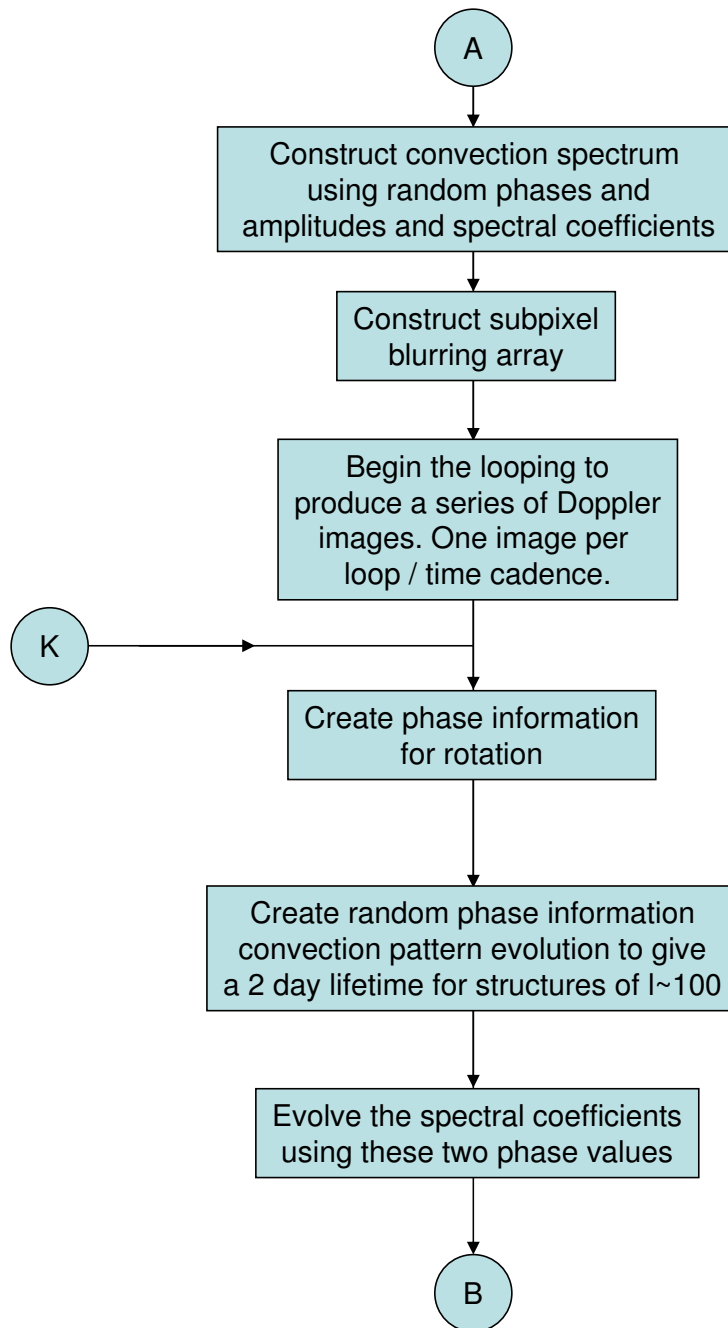 A
Construct convection spectrum
using random phases and
amplitudes and spectral coefficients
Construct subpixel
blurring array
Begin the looping to
produce a series of Doppler
images. One image per
loop / time cadence.
K
Create phase information
for rotation
Create random phase information
convection pattern evolution to give
a 2 day lifetime for structures of l~100
Evolve the spectral coefficients
using these two phase values
B